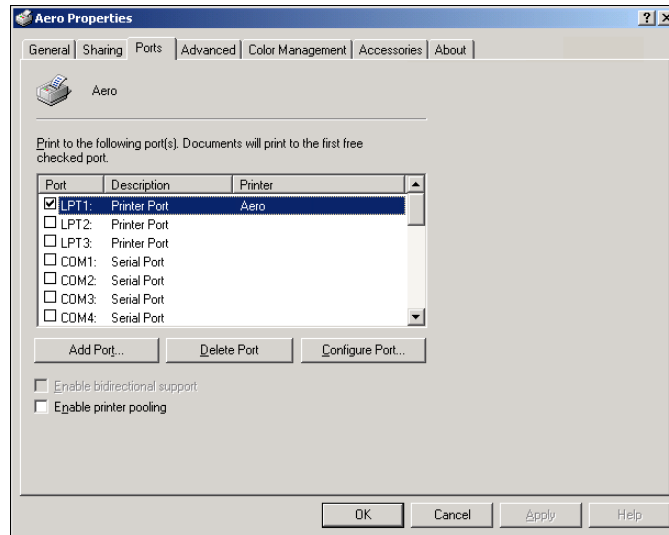 Aero Properties
General Sharing Ports Advanced Color Management Accessories About
Aero
Print to the following port(s). Documents will print to the first free
checked port.
Port Description Printer
LPT1: Printer Port Aero
LPT2: Printer Port
LPT3: Printer Port
COM1: Serial Port
COM2: Serial Port
COM3: Serial Port
COM4: Serial Port
Add Port... Delete Port Configure Port...
Enable bidirectional support
Enable printer pooling
OK Cancel Apply Help